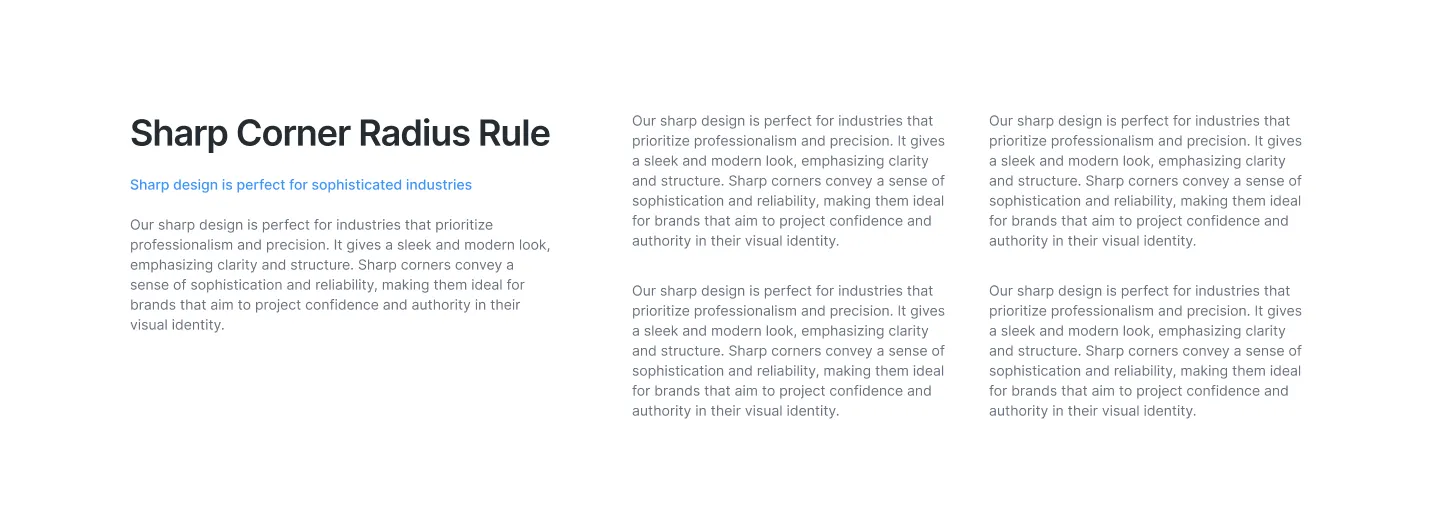 Sharp Corner Radius Rule
Sharp design is perfect for sophisticated industries
Our sharp design is perfect for industries that prioritize
professionalism and precision. It gives a sleek and modern look,
emphasizing clarity and structure. Sharp corners convey a
sense of sophistication and reliability, making them ideal for
brands that aim to project confidence and authority in their
visual identity.
Our sharp design is perfect for industries that
prioritize professionalism and precision. It gives
a sleek and modern look, emphasizing clarity
and structure. Sharp corners convey a sense of
sophistication and reliability, making them ideal
for brands that aim to project confidence and
authority in their visual identity.
Our sharp design is perfect for industries that
prioritize professionalism and precision. It gives
a sleek and modern look, emphasizing clarity
and structure. Sharp corners convey a sense of
sophistication and reliability, making them ideal
for brands that aim to project confidence and
authority in their visual identity.
Our sharp design is perfect for industries that
prioritize professionalism and precision. It gives
a sleek and modern look, emphasizing clarity
and structure. Sharp corners convey a sense of
sophistication and reliability, making them ideal
for brands that aim to project confidence and
authority in their visual identity.
Our sharp design is perfect for industries that
prioritize professionalism and precision. It gives
a sleek and modern look, emphasizing clarity
and structure. Sharp corners convey a sense of
sophistication and reliability, making them ideal
for brands that aim to project confidence and
authority in their visual identity.